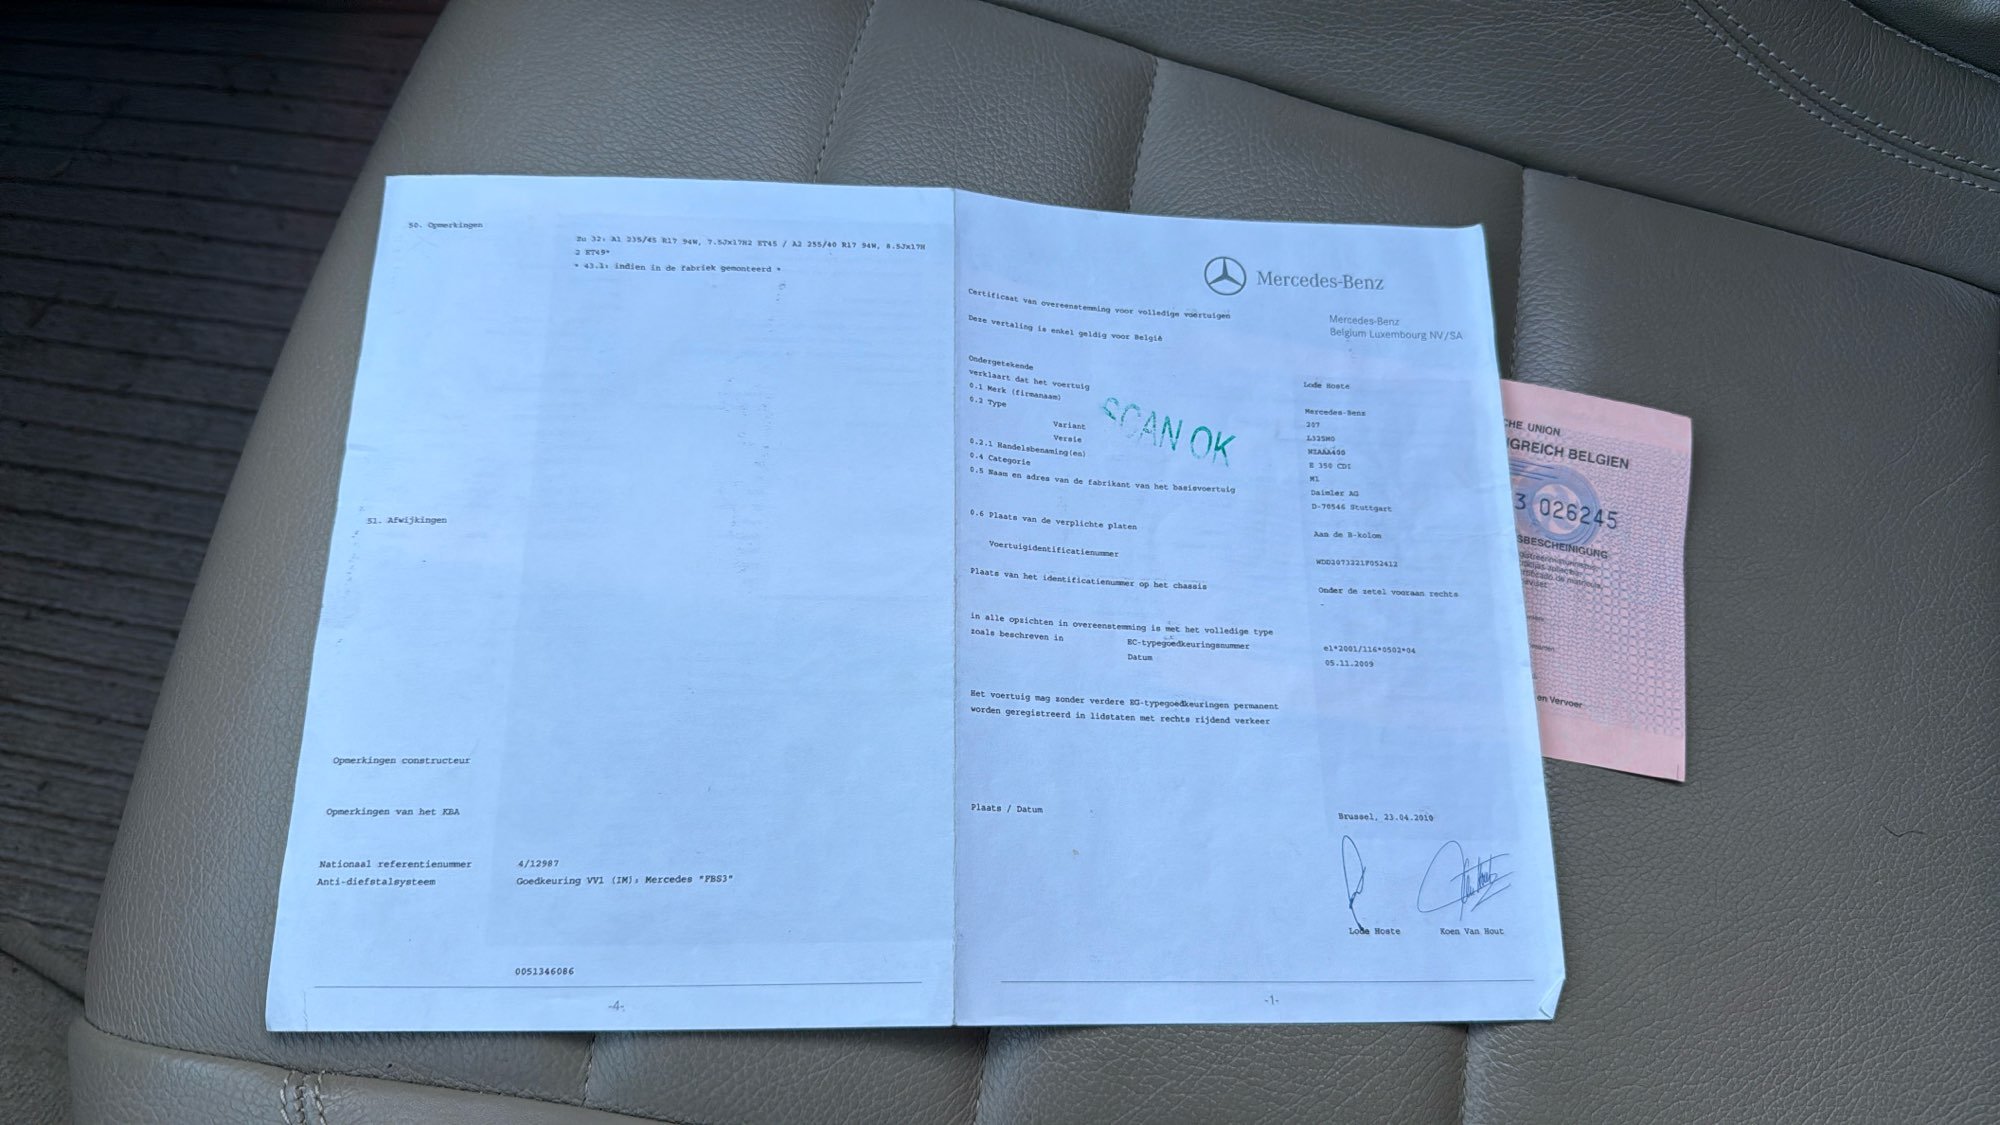 50. Opmerkingen
Zu 32: A1 235/45 R17 94W, 7.5Jx17H2 ET45 / A2 255/40 R17 94W, 8.5Jx17H
2 ET49*
* 43.1: indien in de fabriek gemonteerd *
51. Afwijkingen
Opmerkingen constructeur
Opmerkingen van het KBA
Nationaal referentienummer 4/12987
Anti-diefstalsysteem Goedkeuring VV1 (IM): Mercedes "FBS3"
0051346086
-4-
Mercedes-Benz
Certificaat van overeenstemming voor volledige voertuigen
Mercedes-Benz
Belgium Luxembourg NV/SA
Deze vertaling is enkel geldig voor België
Ondergetekende Lode Hoste
verklaart dat het voertuig
0.1 Merk (firmanaam) Mercedes-Benz
0.2 Type 207
Variant L325M0
Versie NZAAA400
0.2.1 Handelsbenaming(en) E 350 CDI
0.4 Categorie M1
0.5 Naam en adres van de fabrikant van het basisvoertuig Daimler AG
D-70546 Stuttgart
SCAN OK
0.6 Plaats van de verplichte platen Aan de B-kolom
Voertuigidentificatienummer WDD2073221F052412
Plaats van het identificatienummer op het chassis Onder de zetel vooraan rechts
-
in alle opzichten in overeenstemming is met het volledige type
zoals beschreven in EC-typegoedkeuringsnummer e1*2001/116*0502*04
Datum 05.11.2009
Het voertuig mag zonder verdere EG-typegoedkeuringen permanent
worden geregistreerd in lidstaten met rechts rijdend verkeer
Plaats / Datum Brussel, 23.04.2010
Lode Hoste Koen Van Hout
-1-
CHE UNION
IGREICH BELGIEN
3 026245
SBESCHEINIGUNG
en Vervoer